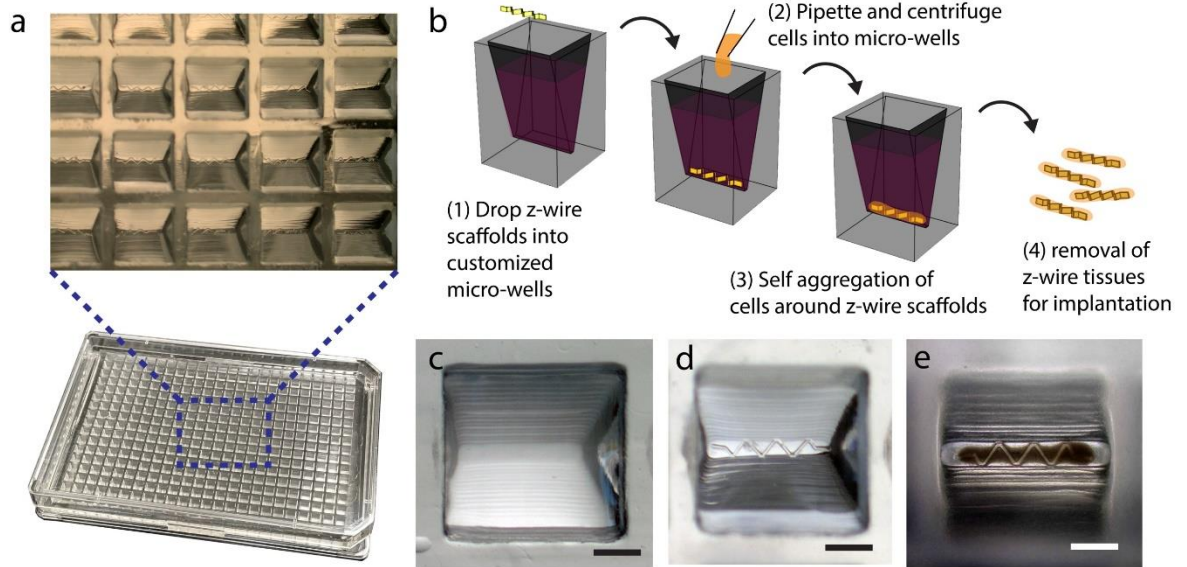 a
b
(2) Pipette and centrifuge
cells into micro-wells
(1) Drop z-wire
scaffolds into
customized
micro-wells
(3) Self aggregation of
cells around z-wire scaffolds
(4) removal of
z-wire tissues
for implantation
c
d
e